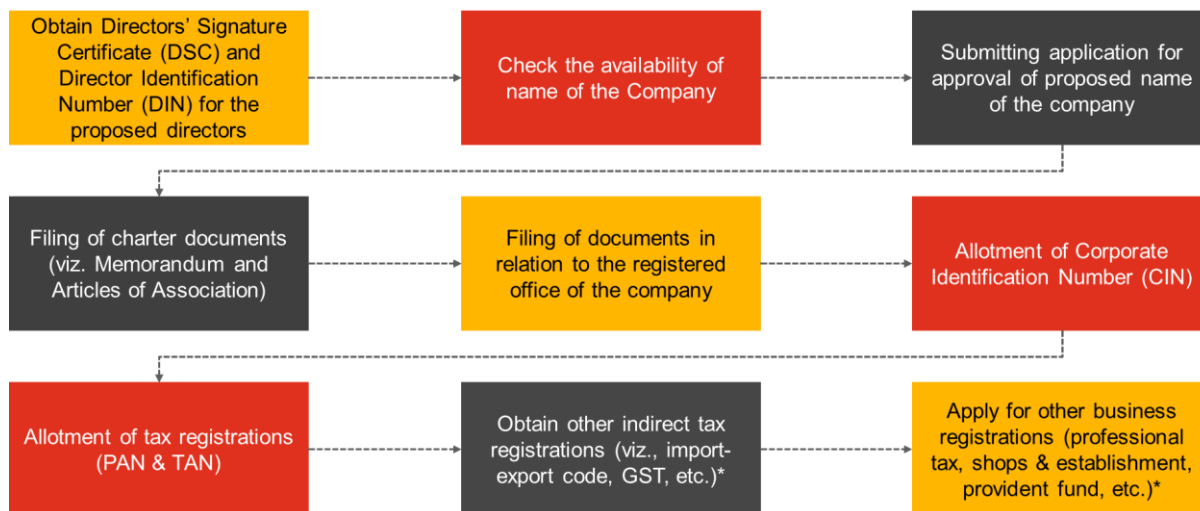 Obtain Directors’ Signature
Certificate (DSC) and
Director Identification
Number (DIN) for the
proposed directors
Check the availability of
name of the Company
Submitting application for
approval of proposed name
of the company
Filing of charter documents
(viz. Memorandum and
Articles of Association)
Filing of documents in
relation to the registered
office of the company
Allotment of Corporate
Identification Number (CIN)
Allotment of tax registrations
(PAN & TAN)
Obtain other indirect tax
registrations (viz., import-
export code, GST, etc.)*
Apply for other business
registrations (professional
tax, shops & establishment,
provident fund, etc.)*